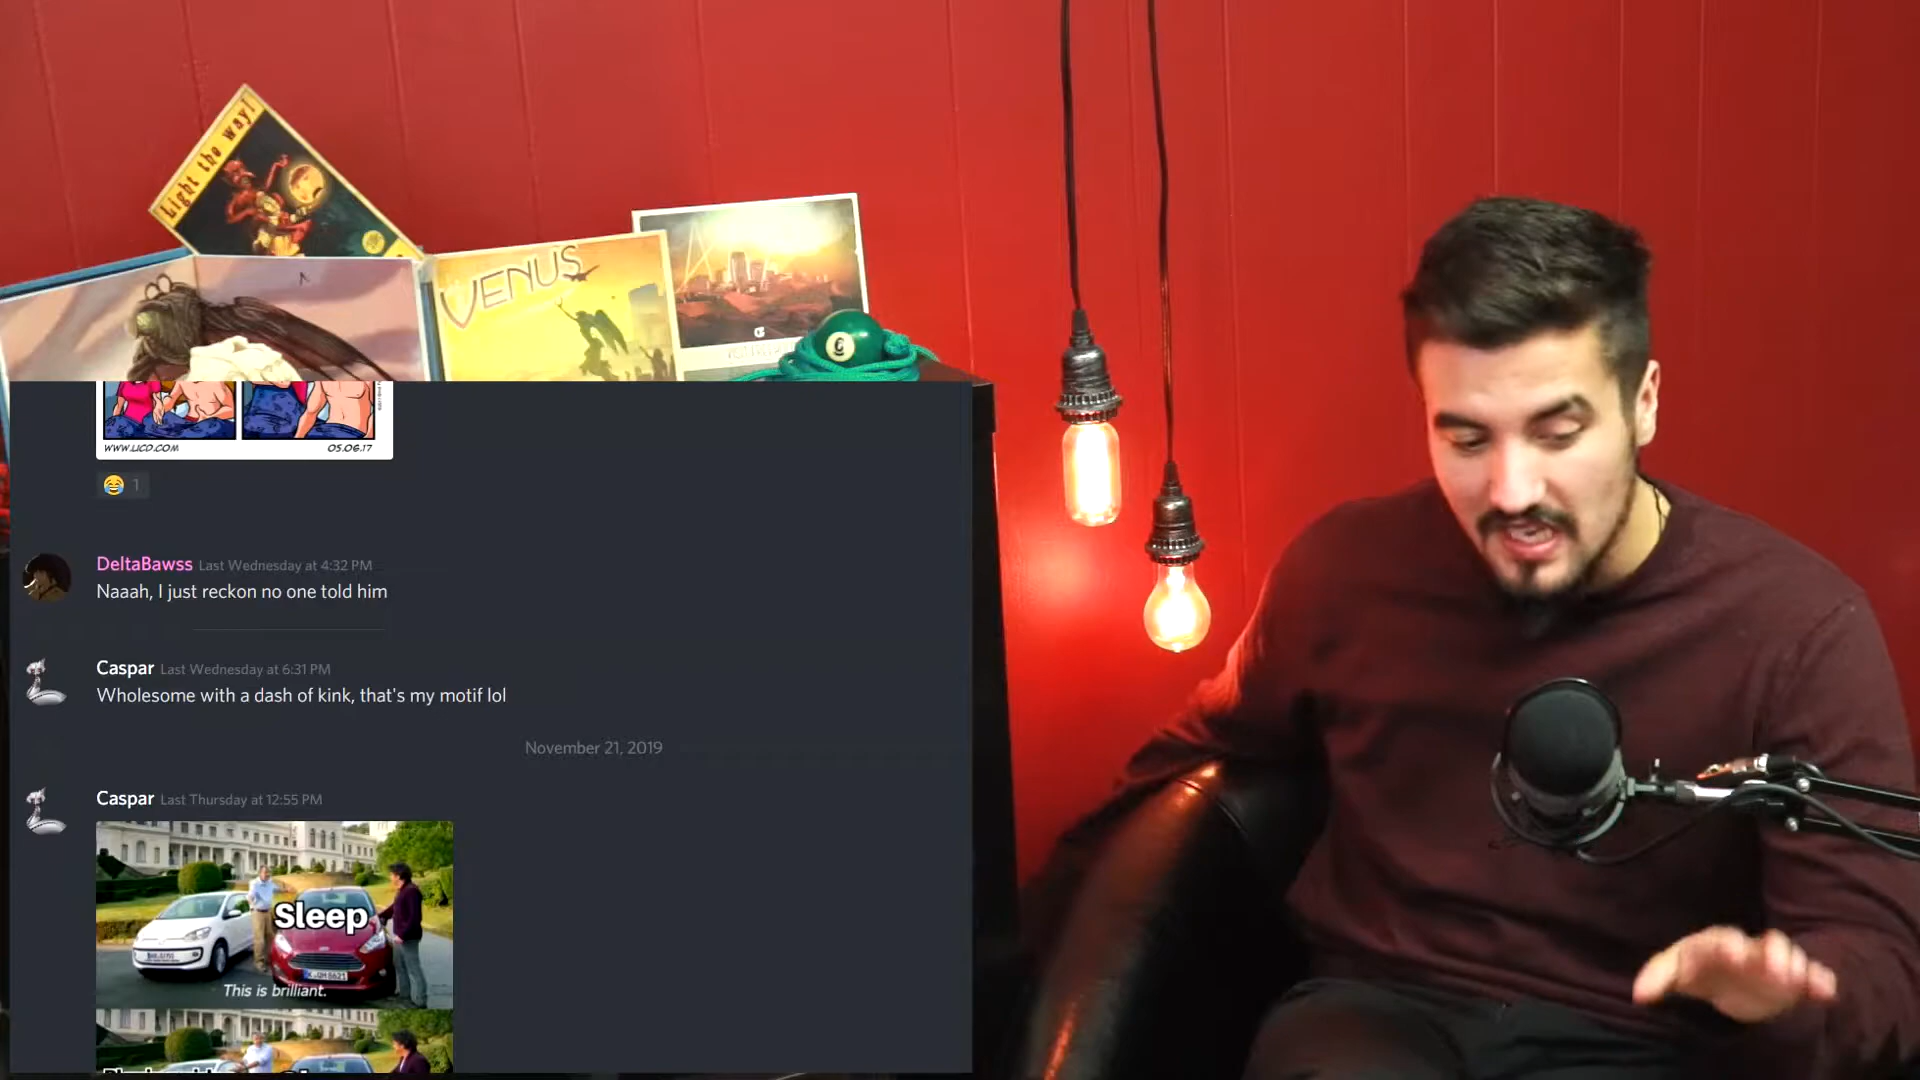 Light the way!
VENUS
6
WWW.LICD.COM
05.06.17
😂 1
DeltaBawss Last Wednesday at 4:32 PM
Naaah, I just reckon no one told him
Caspar Last Wednesday at 6:31 PM
Wholesome with a dash of kink, that's my motif lol
November 21, 2019
Caspar Last Thursday at 12:55 PM
Sleep
This is brilliant.